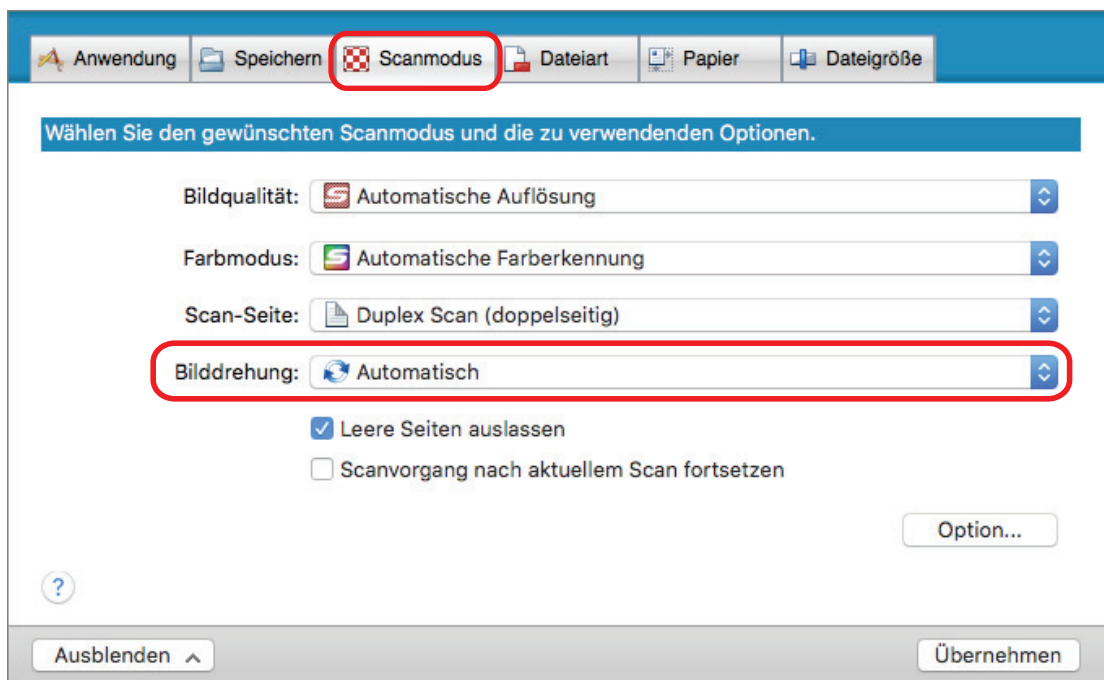 Anwendung Speichern Scanmodus Dateiart Papier Dateigröße
Wählen Sie den gewünschten Scanmodus und die zu verwendenden Optionen.
Bildqualität: Automatische Auflösung
Farbmodus: Automatische Farberkennung
Scan-Seite: Duplex Scan (doppelseitig)
Bilddrehung: Automatisch
Leere Seiten auslassen
Scanvorgang nach aktuellem Scan fortsetzen
Option...
?
Ausblenden Übernehmen